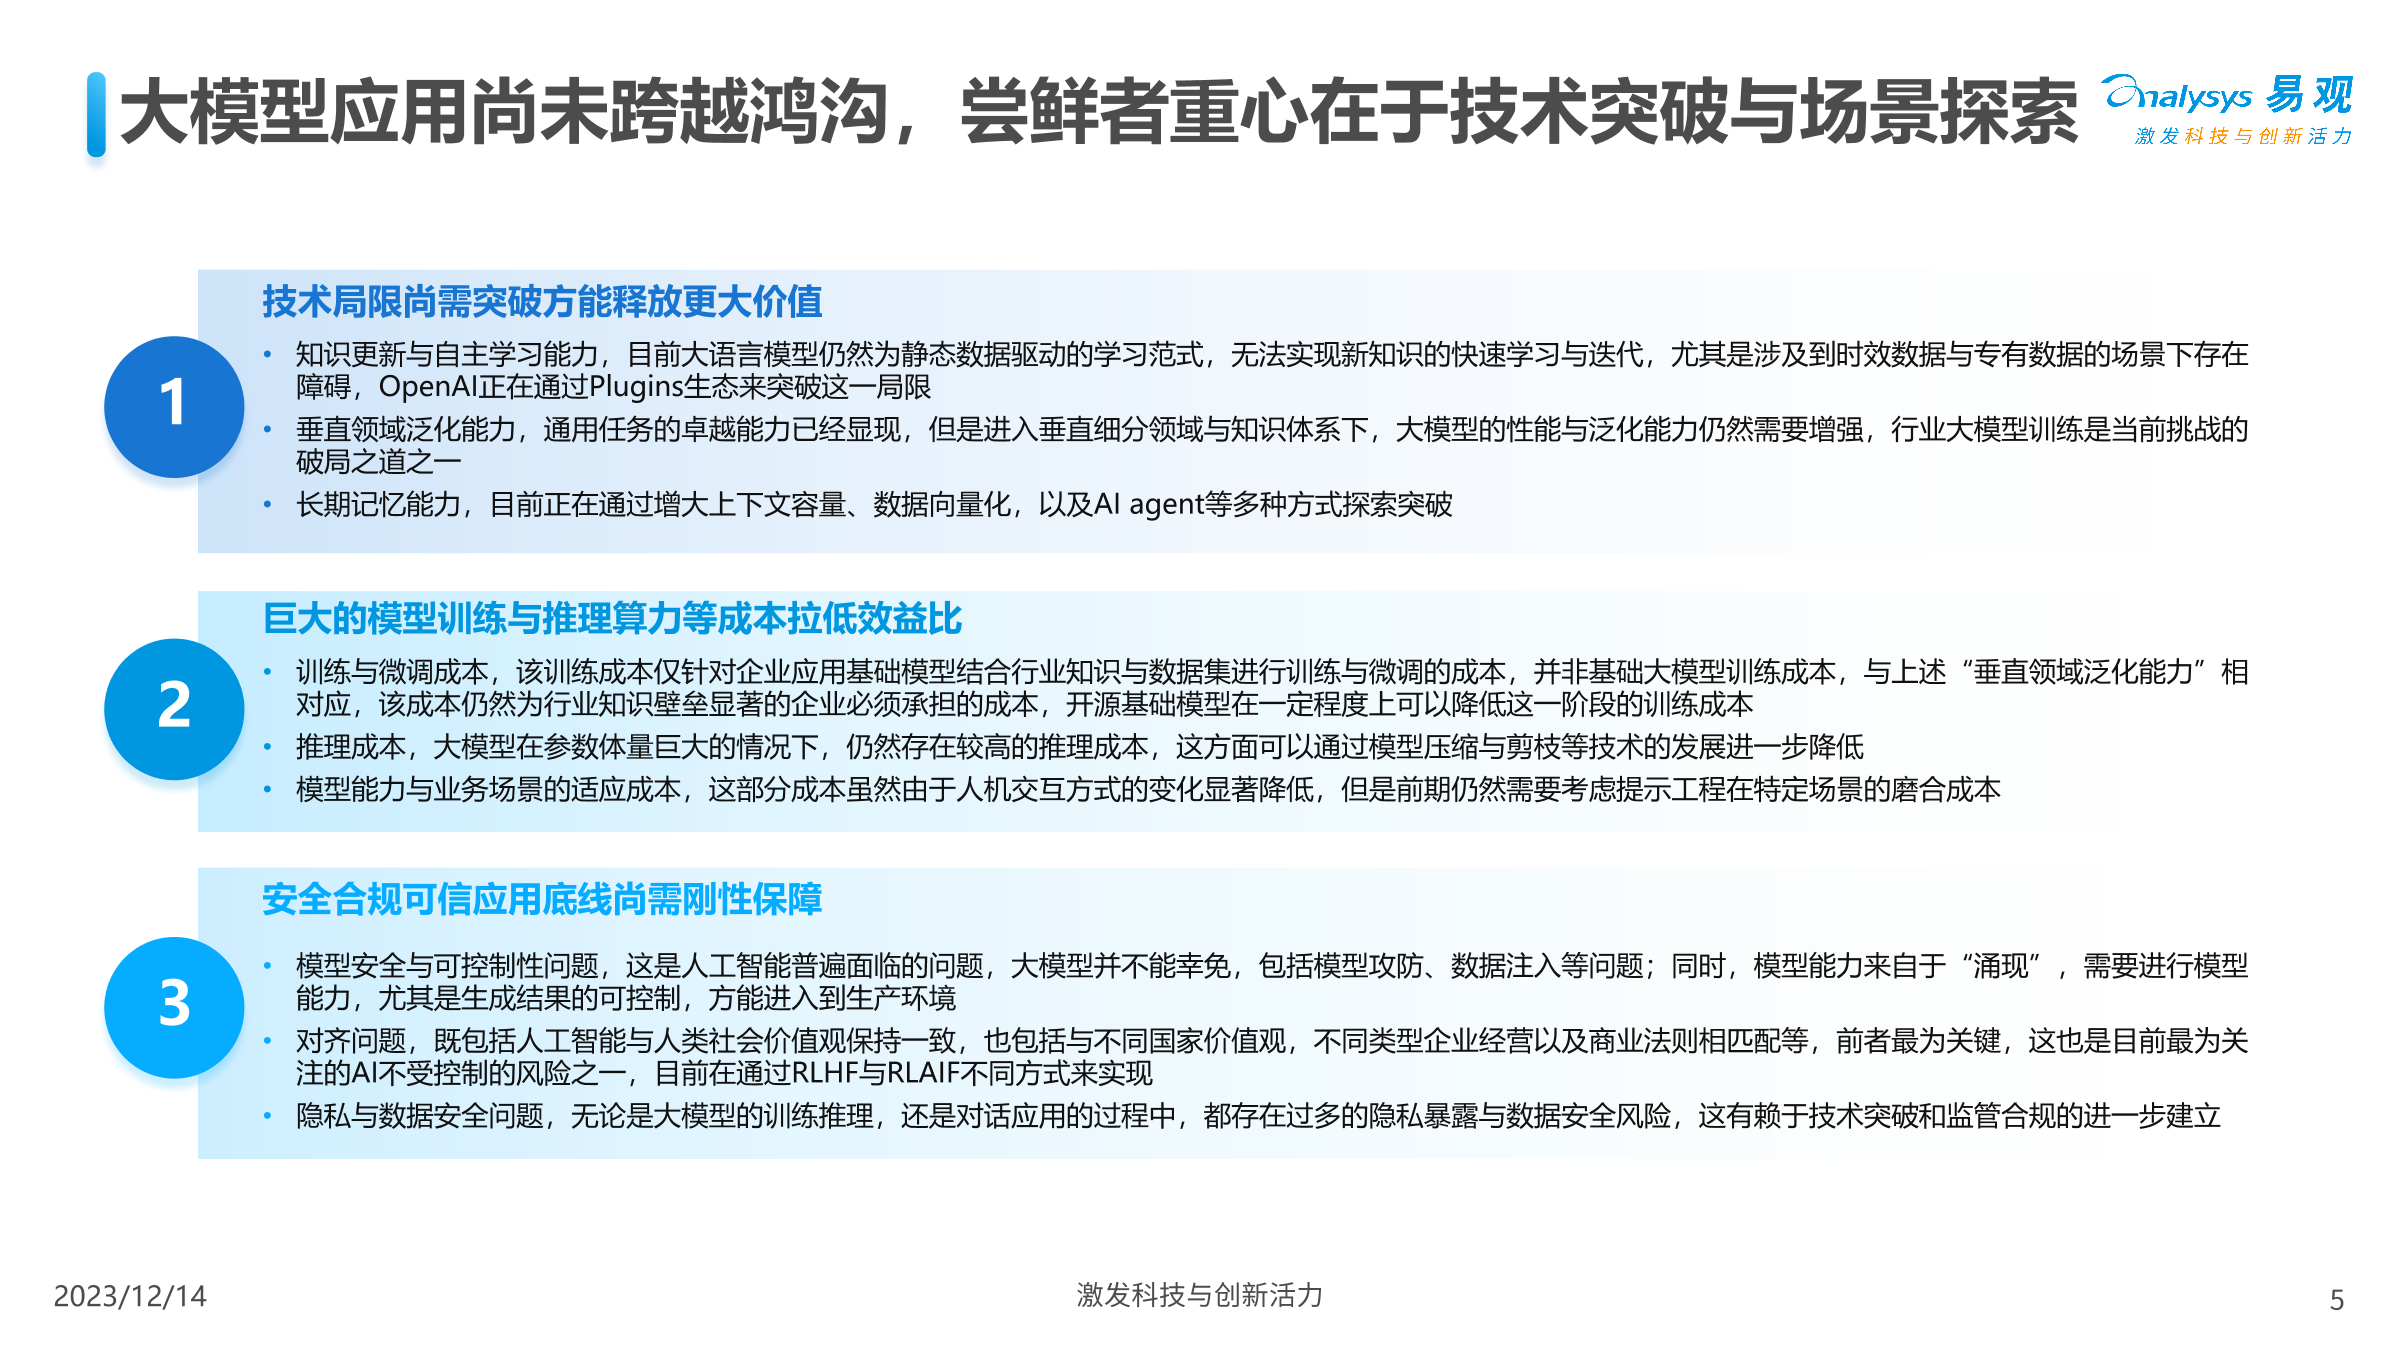 大模型应用尚未跨越鸿沟，尝鲜者重心在于技术突破与场景探索
analysys 易观
激发科技与创新活力
技术局限尚需突破方能释放更大价值
1
• 知识更新与自主学习能力，目前大语言模型仍然为静态数据驱动的学习范式，无法实现新知识的快速学习与迭代，尤其是涉及到时效数据与专有数据的场景下存在
障碍，OpenAI正在通过Plugins生态来突破这一局限
• 垂直领域泛化能力，通用任务的卓越能力已经显现，但是进入垂直细分领域与知识体系下，大模型的性能与泛化能力仍然需要增强，行业大模型训练是当前挑战的
破局之道之一
• 长期记忆能力，目前正在通过增大上下文容量、数据向量化，以及AI agent等多种方式探索突破
巨大的模型训练与推理算力等成本拉低效益比
2
• 训练与微调成本，该训练成本仅针对企业应用基础模型结合行业知识与数据集进行训练与微调的成本，并非基础大模型训练成本，与上述“垂直领域泛化能力”相
对应，该成本仍然为行业知识壁垒显著的企业必须承担的成本，开源基础模型在一定程度上可以降低这一阶段的训练成本
• 推理成本，大模型在参数体量巨大的情况下，仍然存在较高的推理成本，这方面可以通过模型压缩与剪枝等技术的发展进一步降低
• 模型能力与业务场景的适应成本，这部分成本虽然由于人机交互方式的变化显著降低，但是前期仍然需要考虑提示工程在特定场景的磨合成本
安全合规可信应用底线尚需刚性保障
3
• 模型安全与可控制性问题，这是人工智能普遍面临的问题，大模型并不能幸免，包括模型攻防、数据注入等问题；同时，模型能力来自于“涌现”，需要进行模型
能力，尤其是生成结果的可控制，方能进入到生产环境
• 对齐问题，既包括人工智能与人类社会价值观保持一致，也包括与不同国家价值观，不同类型企业经营以及商业法则相匹配等，前者最为关键，这也是目前最为关
注的AI不受控制的风险之一，目前在通过RLHF与RLAIF不同方式来实现
• 隐私与数据安全问题，无论是大模型的训练推理，还是对话应用的过程中，都存在过多的隐私暴露与数据安全风险，这有赖于技术突破和监管合规的进一步建立
2023/12/14
激发科技与创新活力
5